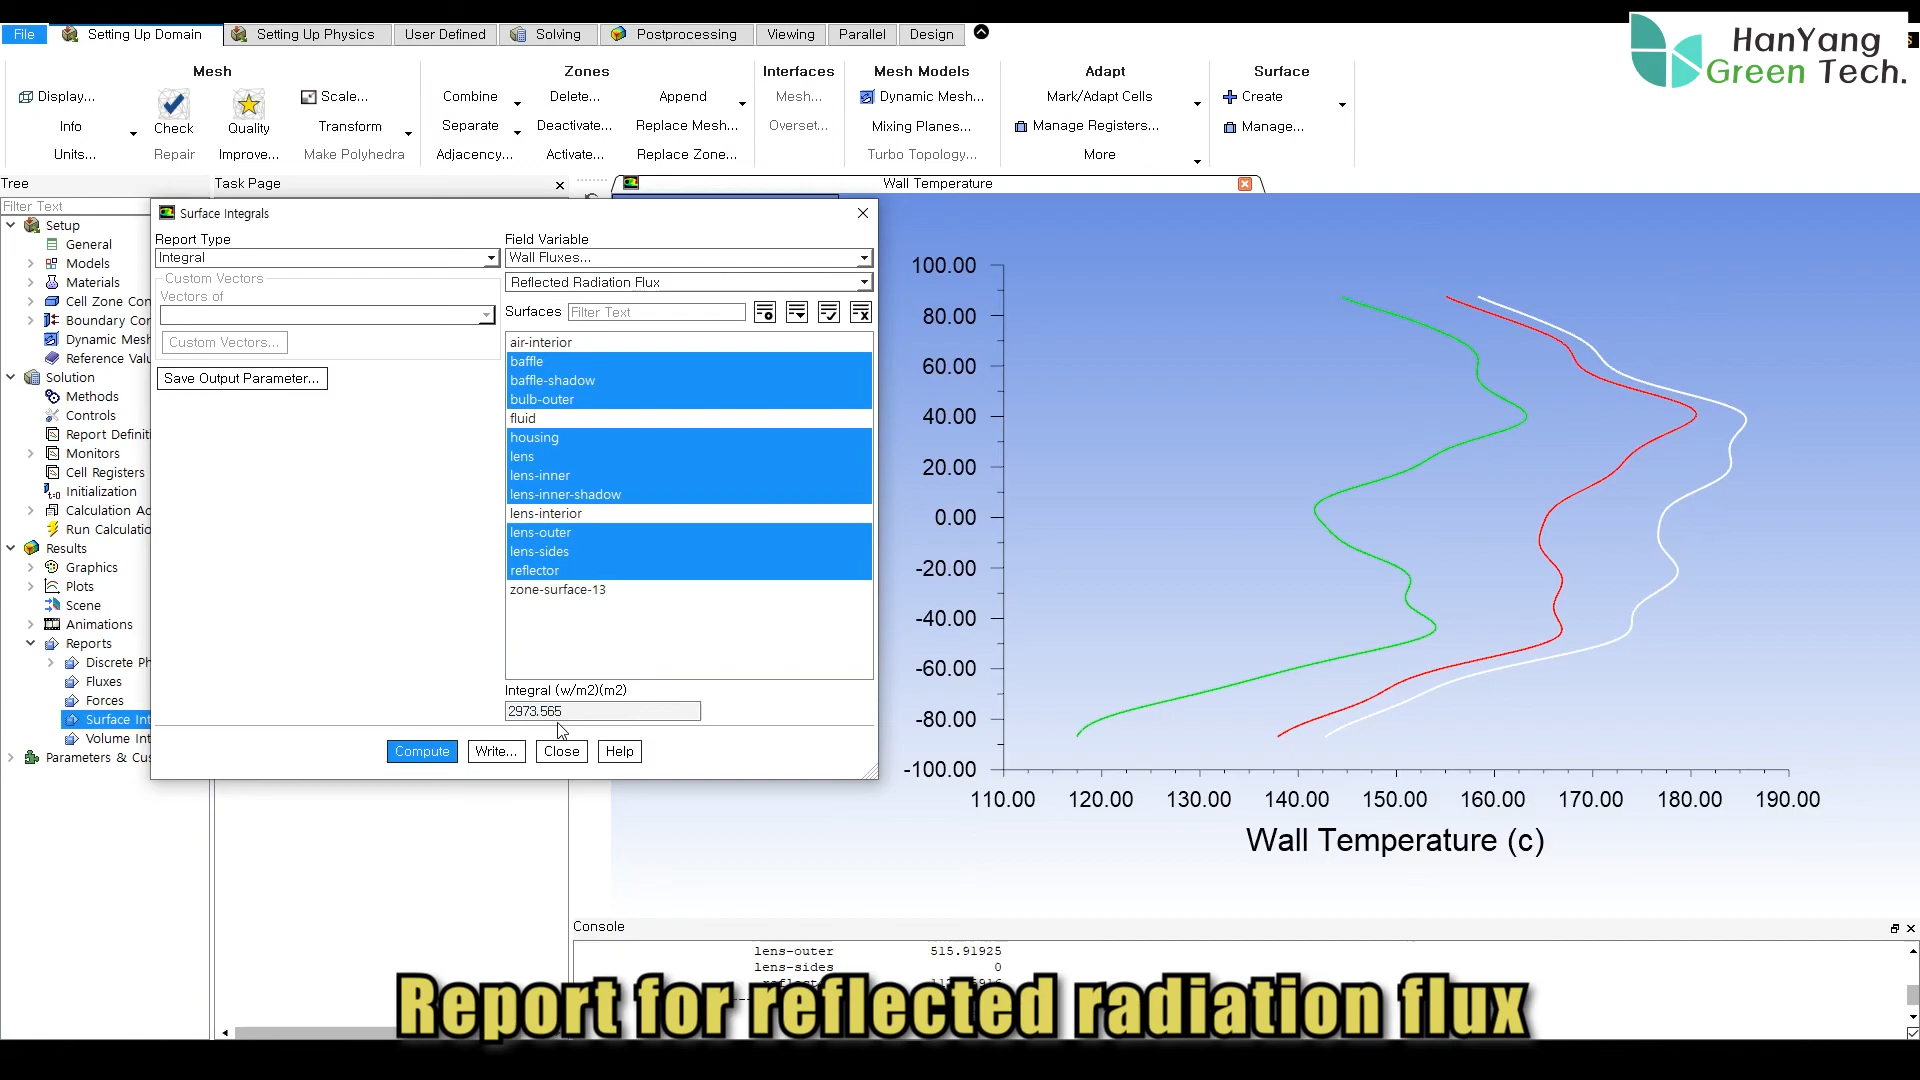 File
Setting Up Domain
Setting Up Physics
User Defined
Solving
Postprocessing
Viewing
Parallel
Design
HanYang
Green Tech.
Mesh
Zones
Interfaces
Mesh Models
Adapt
Surface
Display...
Scale...
Combine
Delete...
Append
Mesh...
Dynamic Mesh...
Mark/Adapt Cells
Create
Info
Check
Quality
Transform
Separate
Deactivate...
Replace Mesh...
Overset...
Mixing Planes...
Manage Registers...
Manage...
Units...
Repair
Improve...
Make Polyhedra
Adjacency...
Activate...
Replace Zone...
Turbo Topology...
More
Tree
Task Page
Wall Temperature
Filter Text
Setup
General
Models
Materials
Cell Zone Con
Boundary Con
Dynamic Mesh
Reference Valu
Solution
Methods
Controls
Report Definiti
Monitors
Cell Registers
Initialization
Calculation Ac
Run Calculatio
Results
Graphics
Plots
Scene
Animations
Reports
Discrete Ph
Fluxes
Forces
Surface Int
Volume Int
Parameters & Cus
Surface Integrals
Report Type
Integral
Custom Vectors
Vectors of
Custom Vectors...
Save Output Parameter...
Field Variable
Wall Fluxes...
Reflected Radiation Flux
Surfaces
Filter Text
air-interior
baffle
baffle-shadow
bulb-outer
fluid
housing
lens
lens-inner
lens-inner-shadow
lens-interior
lens-outer
lens-sides
reflector
zone-surface-13
Integral (w/m2)(m2)
2973.565
Compute
Write...
Close
Help
100.00
80.00
60.00
40.00
20.00
0.00
-20.00
-40.00
-60.00
-80.00
-100.00
110.00 120.00 130.00 140.00 150.00 160.00 170.00 180.00 190.00
Wall Temperature (c)
Console
lens-outer 515.91925
lens-sides 0
Report for reflected radiation flux